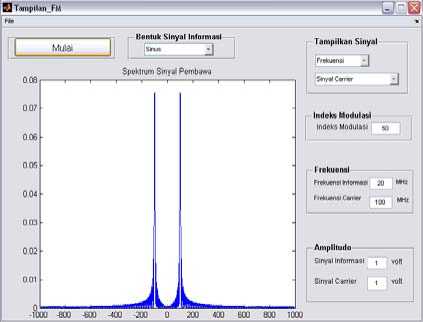 Tampilan_FM
File
Mulai
Bentuk Sinyal Informasi
Sinus
Tampilkan Sinyal
Frekuensi
Sinyal Carrier
Spektrum Sinyal Pembawa
0.08
0.07
0.06
0.05
0.04
0.03
0.02
0.01
0
-1000 -800 -600 -400 -200 0 200 400 600 800 1000
Indeks Modulasi
Indeks Modulasi 50
Frekuensi
Frekuensi Informasi 20 MHz
Frekuensi Carrier 100 MHz
Amplitudo
Sinyal Informasi 1 volt
Sinyal Carrier 1 volt